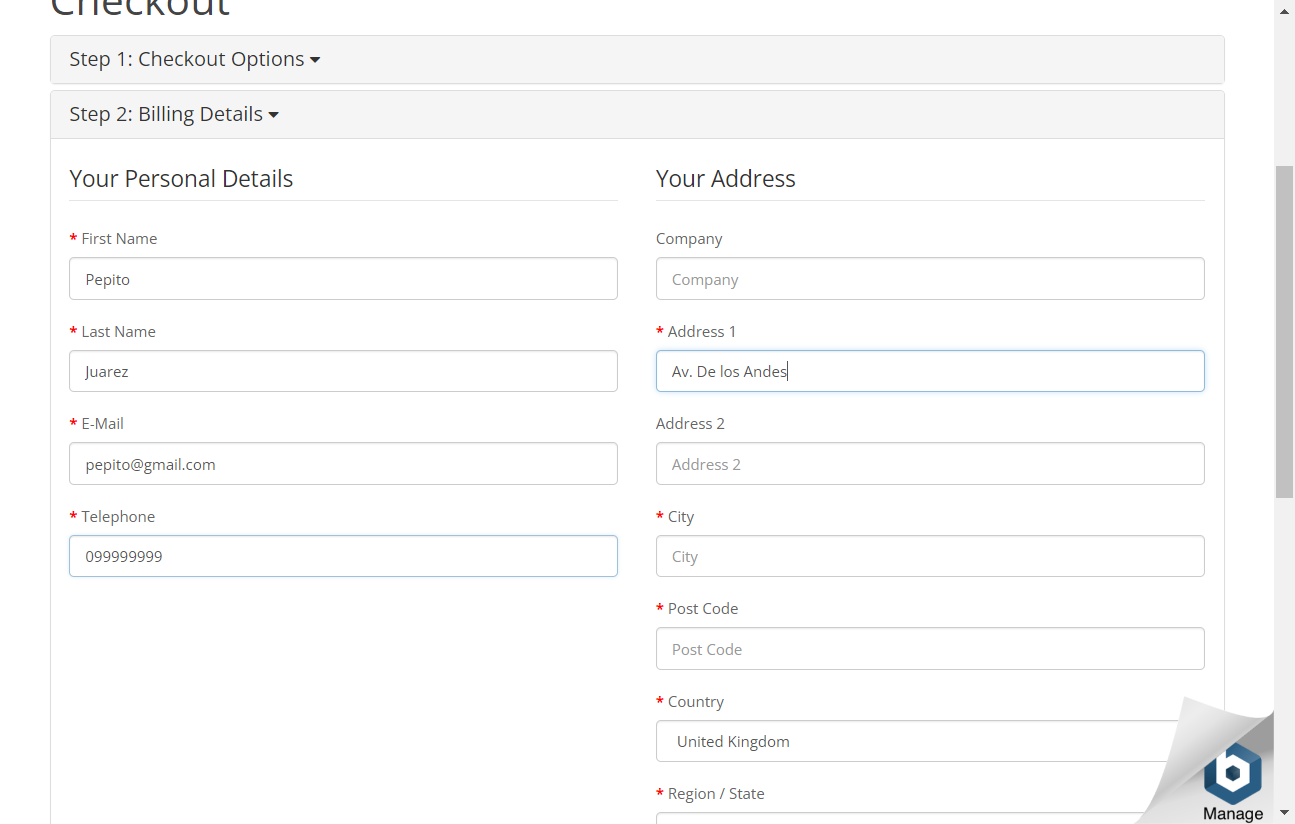 Checkout
Step 1: Checkout Options
Step 2: Billing Details
Your Personal Details
* First Name
Pepito
* Last Name
Juarez
* E-Mail
pepito@gmail.com
* Telephone
099999999
Your Address
Company
Company
* Address 1
Av. De los Andes
Address 2
Address 2
* City
City
* Post Code
Post Code
* Country
United Kingdom
* Region / State
Manage